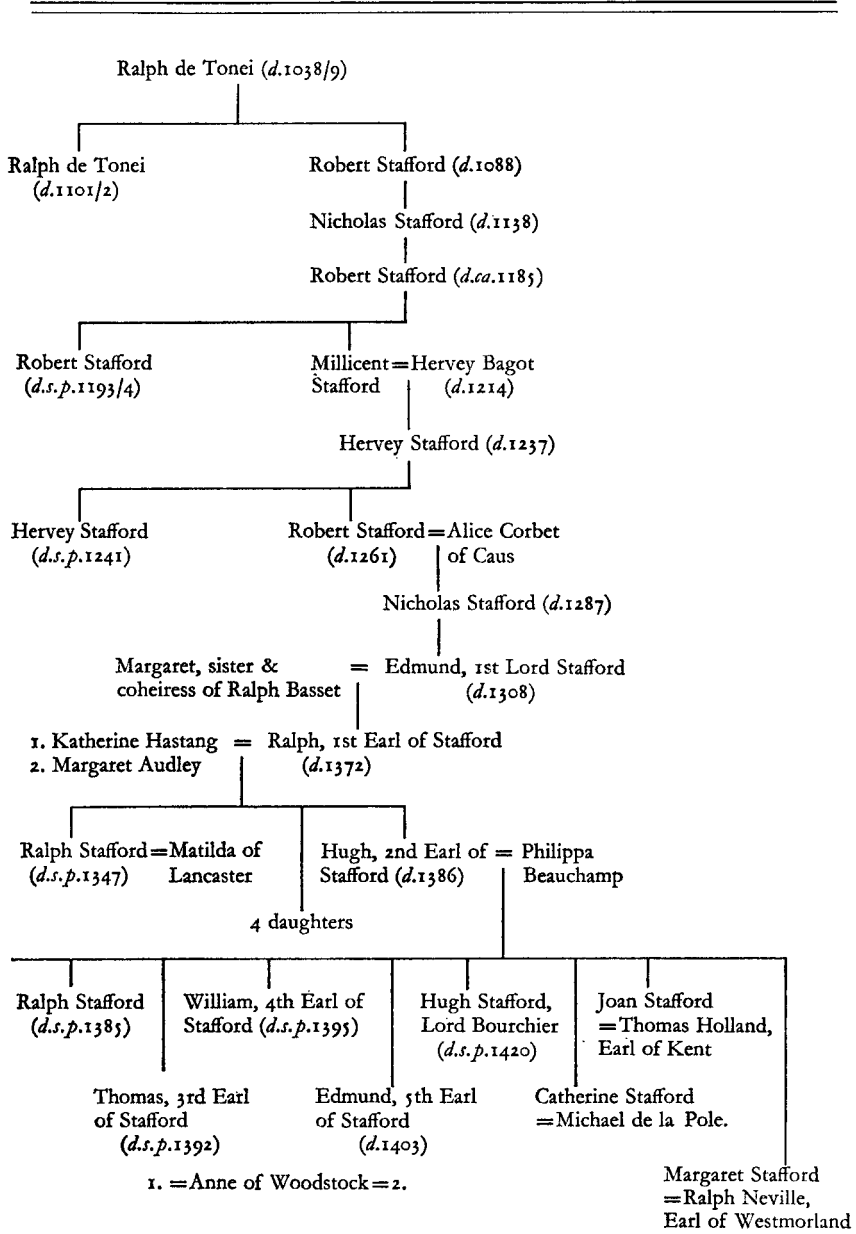 Ralph de Tonei (d.1038/9)
Ralph de Tonei
(d.1101/2)
Robert Stafford (d.1088)
Nicholas Stafford (d.1138)
Robert Stafford (d.ca.1185)
Robert Stafford
(d.s.p.1193/4)
Millicent=Hervey Bagot
Stafford (d.1214)
Hervey Stafford (d.1237)
Hervey Stafford
(d.s.p.1241)
Robert Stafford=Alice Corbet
(d.1261) of Caus
Nicholas Stafford (d.1287)
Margaret, sister & = Edmund, 1st Lord Stafford
coheiress of Ralph Basset (d.1308)
1. Katherine Hastang = Ralph, 1st Earl of Stafford
2. Margaret Audley (d.1372)
Ralph Stafford=Matilda of
(d.s.p.1347) Lancaster
Hugh, 2nd Earl of = Philippa
Stafford (d.1386) Beauchamp
4 daughters
Ralph Stafford
(d.s.p.1385)
William, 4th Earl of
Stafford (d.s.p.1395)
Hugh Stafford,
Lord Bourchier
(d.s.p.1420)
Joan Stafford
=Thomas Holland,
Earl of Kent
Thomas, 3rd Earl
of Stafford
(d.s.p.1392)
Edmund, 5th Earl
of Stafford
(d.1403)
1. =Anne of Woodstock=2.
Catherine Stafford
=Michael de la Pole.
Margaret Stafford
=Ralph Neville,
Earl of Westmorland